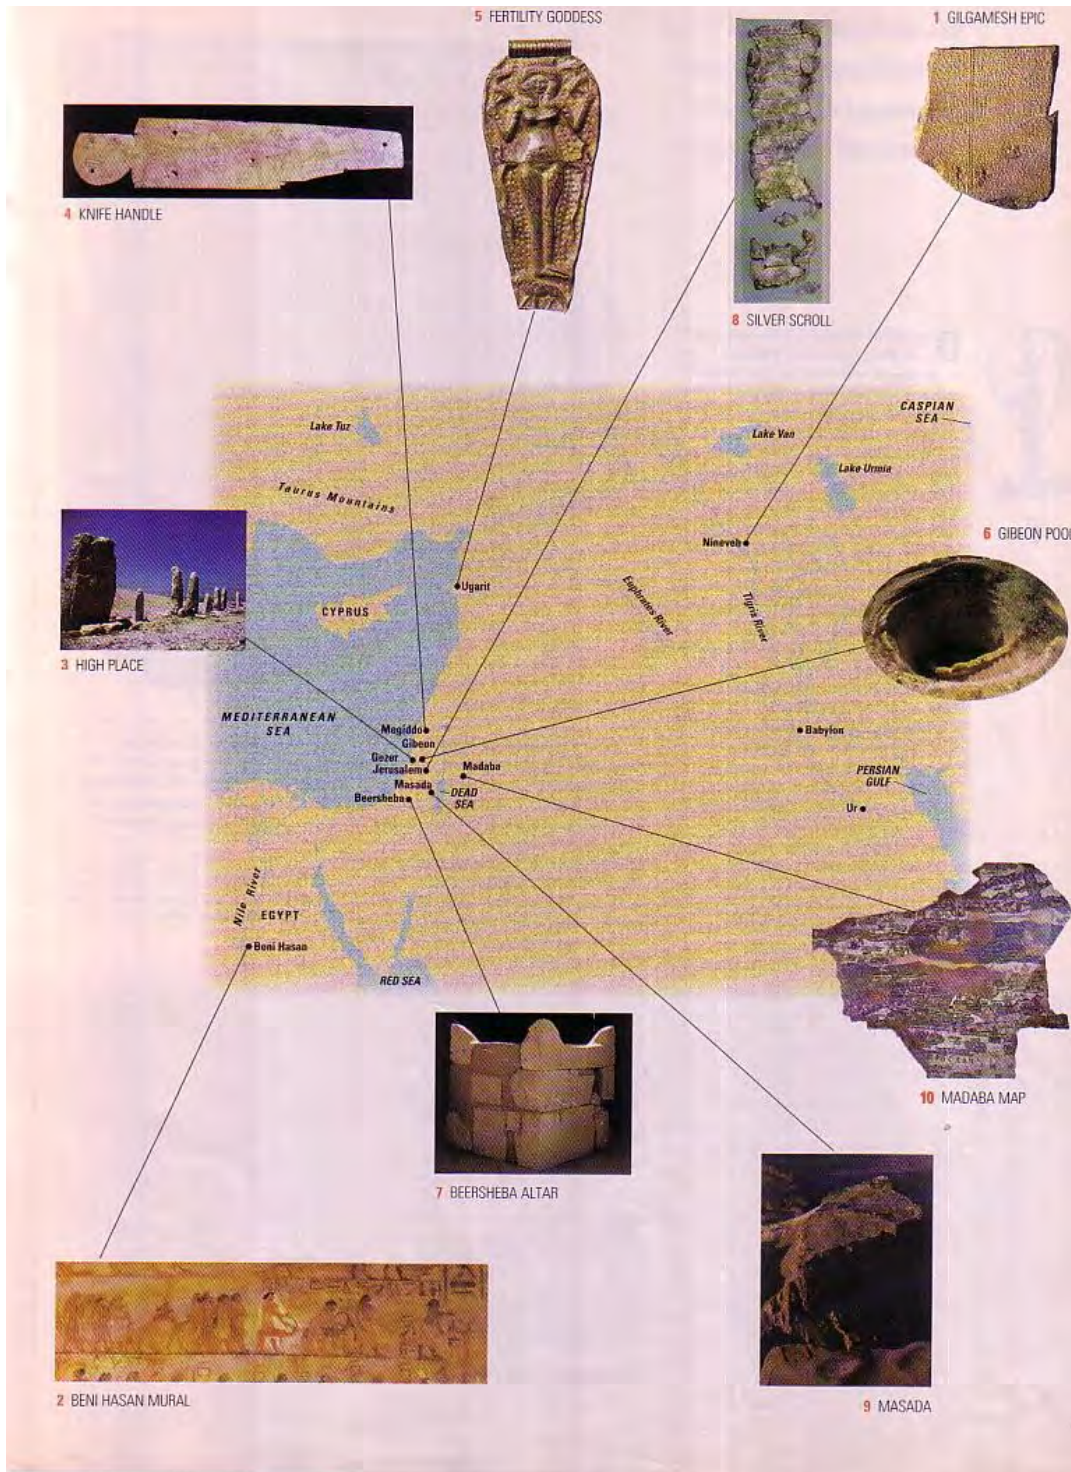 5 FERTILITY GODDESS
1 GILGAMESH EPIC
4 KNIFE HANDLE
8 SILVER SCROLL
CASPIAN
SEA
Lake Tuz
Lake Van
Lake Urmia
Taurus Mountains
3 HIGH PLACE
Nineveh
6 GIBEON POOL
Ugarit
CYPRUS
Euphrates River
Tigris River
MEDITERRANEAN
SEA
Megiddo
Gibeon
Gezer
Jerusalem
Madaba
Masada
DEAD
SEA
Beersheba
Babylon
PERSIAN
GULF
Ur
Nile River
EGYPT
Beni Hasan
RED SEA
10 MADABA MAP
7 BEERSHEBA ALTAR
2 BENI HASAN MURAL
9 MASADA